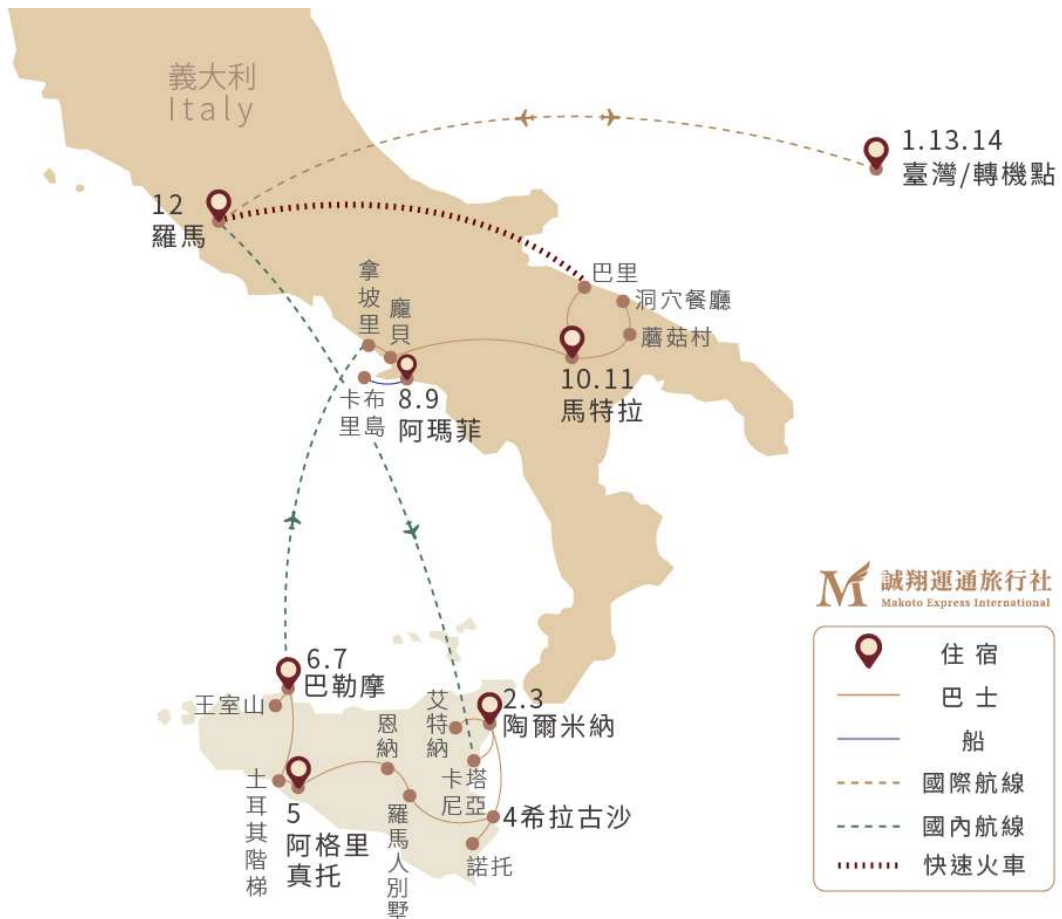 義大利
Italy
1.13.14
臺灣/轉機點
12
羅馬
巴里
洞穴餐廳
蘑菇村
拿坡里
龐貝
10.11
馬特拉
卡布
里島
8.9
阿瑪菲
誠翔運通旅行社
Makoto Express International
住宿
巴士
船
國際航線
國內航線
快速火車
6.7
巴勒摩
王室山
2.3
陶爾米納
艾特納
恩納
卡塔
尼亞
土耳其階梯
5
阿格里
真托
羅馬人別墅
4希拉古沙
諾托